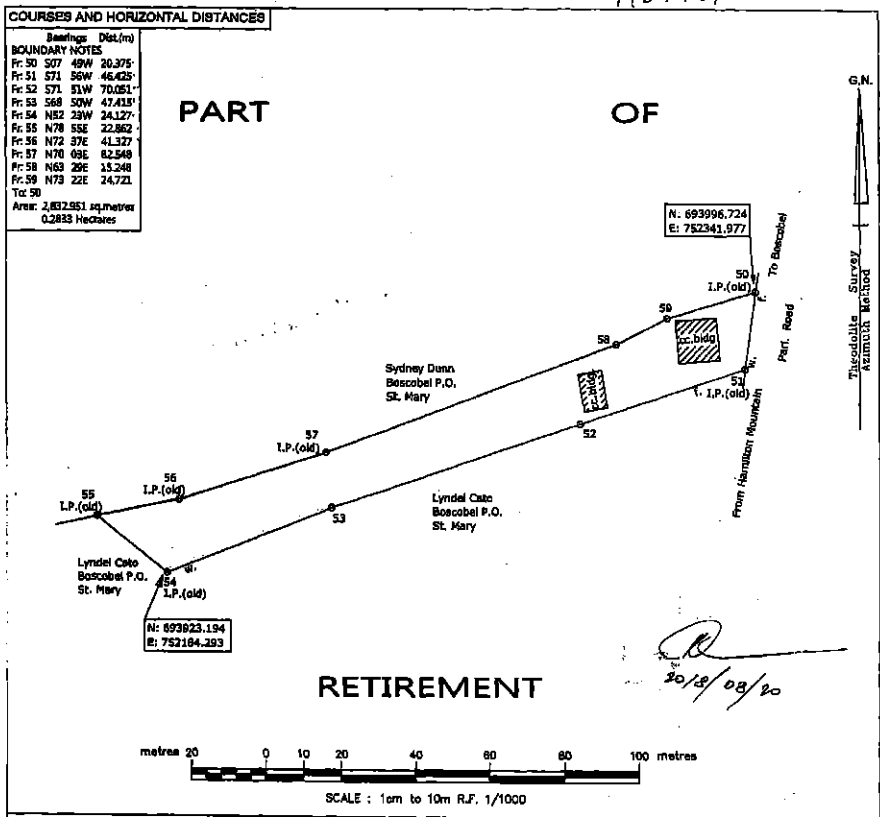 COURSES AND HORIZONTAL DISTANCES
Bearings Dist.(m)
BOUNDARY NOTES
Fr: 50 S07 49W 20.375
Fr: 51 S71 56W 46.425
Fr: 52 S71 51W 70.051
Fr: 53 S68 50W 47.415
Fr: 54 N52 23W 24.127
Fr: 55 N78 55E 22.862
Fr: 56 N72 37E 41.327
Fr: 57 N70 03E 82.548
Fr: 58 N63 29E 15.248
Fr: 59 N73 22E 24.721
To: 50
Area: 2,832.951 sq.metres
0.2833 Hectares
PART OF
G.N.
N: 693996.724
E: 752341.977
To Boscobel
50
I.P.(old)
f.
59
58
cc.bldg
Part. Road
Theodolite Survey
Azimuth Method
w.
51
f. I.P.(old)
Sydney Dunn
Boscobel P.O.
St. Mary
cc.bldg
52
From Hamilton Mountain
57
I.P.(old)
56
I.P.(old)
55
I.P.(old)
53
Lyndel Cato
Boscobel P.O.
St. Mary
Lyndel Cato
Boscobel P.O.
St. Mary
54
I.P.(old)
N: 693923.194
E: 752184.293
2018/08/20
RETIREMENT
metres 20 0 10 20 40 60 80 100 metres
SCALE : 1cm to 10m R.F. 1/1000